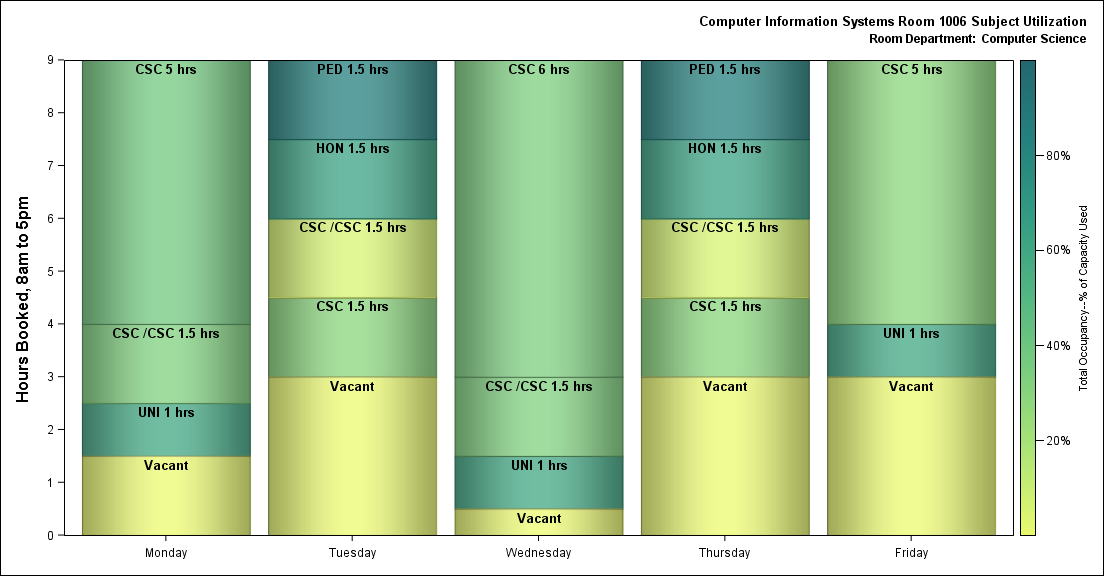 Computer Information Systems Room 1006 Subject Utilization
Room Department: Computer Science
Hours Booked, 8am to 5pm
9
8
7
6
5
4
3
2
1
0
CSC 5 hrs
CSC /CSC 1.5 hrs
UNI 1 hrs
Vacant
Monday
PED 1.5 hrs
HON 1.5 hrs
CSC /CSC 1.5 hrs
CSC 1.5 hrs
Vacant
Tuesday
CSC 6 hrs
CSC /CSC 1.5 hrs
UNI 1 hrs
Vacant
Wednesday
PED 1.5 hrs
HON 1.5 hrs
CSC /CSC 1.5 hrs
CSC 1.5 hrs
Vacant
Thursday
CSC 5 hrs
UNI 1 hrs
Vacant
Friday
80%
60%
40%
20%
Total Occupancy--% of Capacity Used